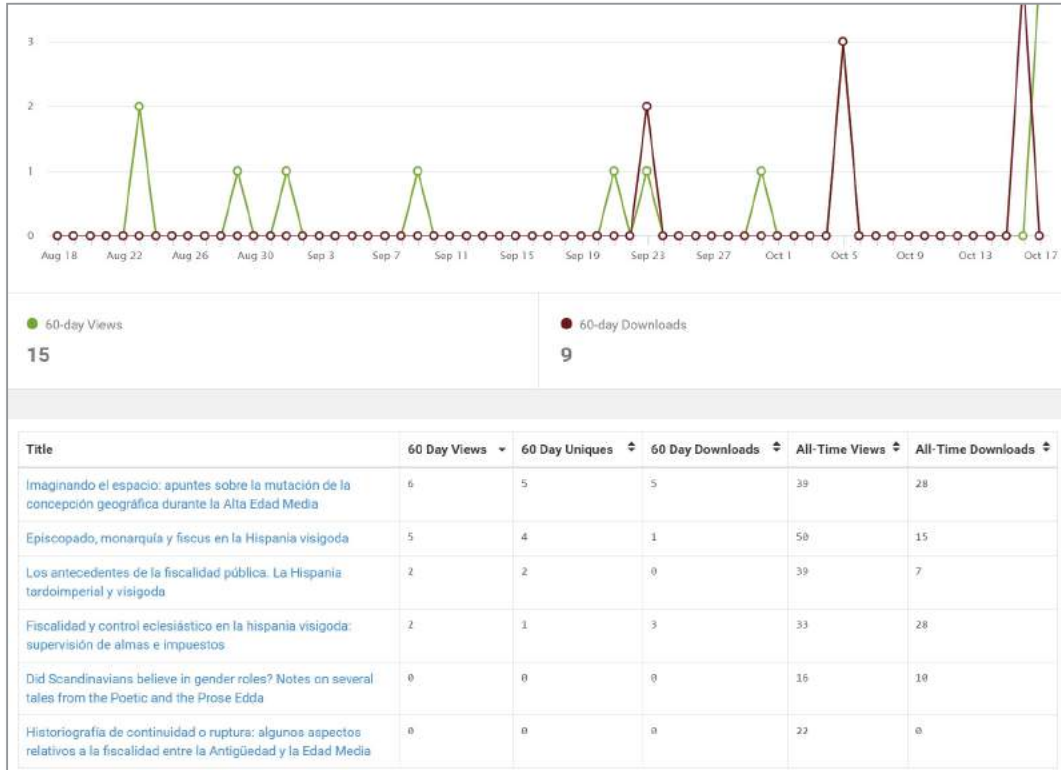 3
2
1
0
Aug 18 Aug 22 Aug 26 Aug 30 Sep 3 Sep 7 Sep 11 Sep 15 Sep 19 Sep 23 Sep 27 Oct 1 Oct 5 Oct 9 Oct 13 Oct 17
60-day Views 60-day Downloads
15 9
Title 60 Day Views 60 Day Uniques 60 Day Downloads All-Time Views All-Time Downloads
Imaginando el espacio: apuntes sobre la mutación de la 6 5 5 39 28
concepción geográfica durante la Alta Edad Media
Episcopado, monarquía y fiscus en la Hispania visigoda 5 4 1 50 15
Los antecedentes de la fiscalidad pública. La Hispania 2 2 0 39 7
tardoimperial y visigoda
Fiscalidad y control eclesiástico en la hispania visigoda: 2 1 3 33 28
supervisión de almas e impuestos
Did Scandinavians believe in gender roles? Notes on several 0 0 0 16 10
tales from the Poetic and the Prose Edda
Historiografía de continuidad o ruptura: algunos aspectos 0 0 0 22 0
relativos a la fiscalidad entre la Antigüedad y la Edad Media